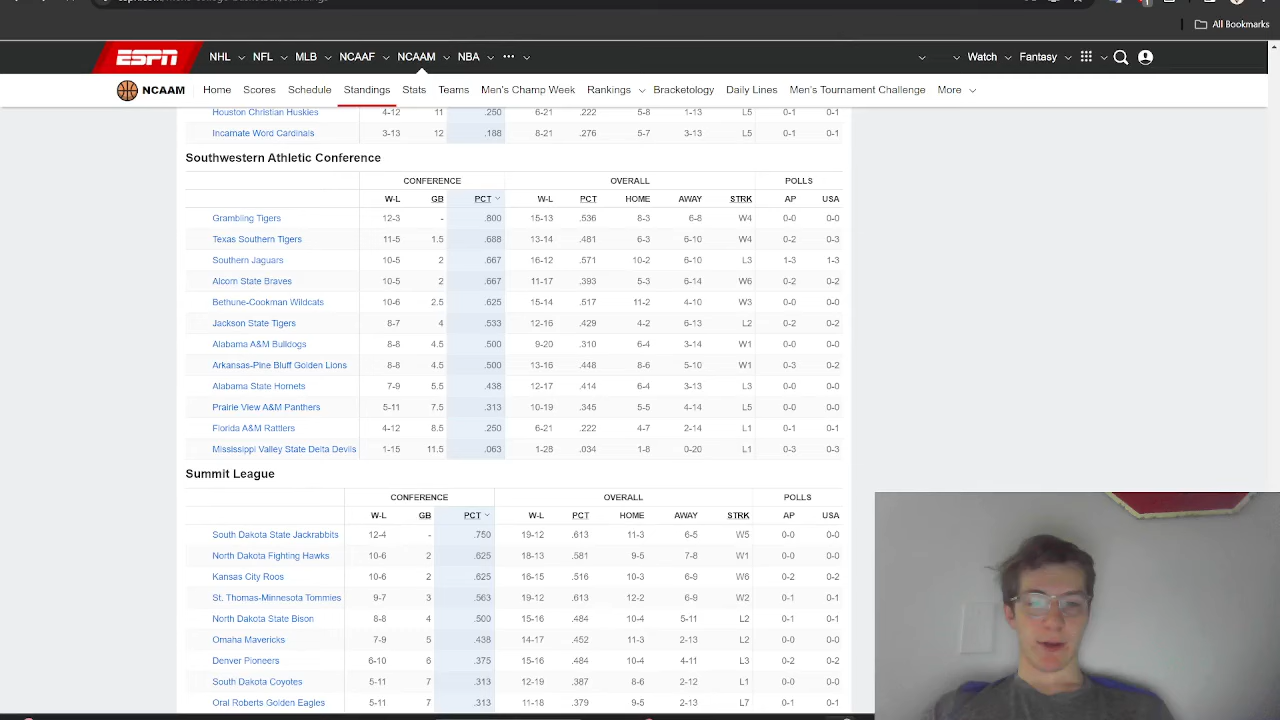 All Bookmarks
ESPN NHL NFL MLB NCAAF NCAAM NBA ••• Watch Fantasy
NCAAM Home Scores Schedule Standings Stats Teams Men's Champ Week Rankings Bracketology Daily Lines Men's Tournament Challenge More
Houston Christian Huskies 4-12 11 .250 6-21 .222 5-8 1-13 L5 0-1 0-1
Incarnate Word Cardinals 3-13 12 .188 8-21 .276 5-7 3-13 L5 0-1 0-1
Southwestern Athletic Conference
CONFERENCE OVERALL POLLS
W-L GB PCT W-L PCT HOME AWAY STRK AP USA
Grambling Tigers 12-3 - .800 15-13 .536 8-3 6-8 W4 0-0 0-0
Texas Southern Tigers 11-5 1.5 .688 13-14 .481 6-3 6-10 W4 0-2 0-3
Southern Jaguars 10-5 2 .667 16-12 .571 10-2 6-10 L3 1-3 1-3
Alcorn State Braves 10-5 2 .667 11-17 .393 5-3 6-14 W6 0-2 0-2
Bethune-Cookman Wildcats 10-6 2.5 .625 15-14 .517 11-2 4-10 W3 0-0 0-0
Jackson State Tigers 8-7 4 .533 12-16 .429 4-2 6-13 L2 0-2 0-2
Alabama A&M Bulldogs 8-8 4.5 .500 9-20 .310 6-4 3-14 W1 0-0 0-0
Arkansas-Pine Bluff Golden Lions 8-8 4.5 .500 13-16 .448 8-6 5-10 W1 0-3 0-2
Alabama State Hornets 7-9 5.5 .438 12-17 .414 6-4 3-13 L3 0-0 0-0
Prairie View A&M Panthers 5-11 7.5 .313 10-19 .345 5-5 4-14 L5 0-0 0-0
Florida A&M Rattlers 4-12 8.5 .250 6-21 .222 4-7 2-14 L1 0-1 0-1
Mississippi Valley State Delta Devils 1-15 11.5 .063 1-28 .034 1-8 0-20 L1 0-3 0-3
Summit League
CONFERENCE OVERALL POLLS
W-L GB PCT W-L PCT HOME AWAY STRK AP USA
South Dakota State Jackrabbits 12-4 - .750 19-12 .613 11-3 6-5 W5 0-0 0-0
North Dakota Fighting Hawks 10-6 2 .625 18-13 .581 9-5 7-8 W1 0-0 0-0
Kansas City Roos 10-6 2 .625 16-15 .516 10-3 6-9 W6 0-2 0-2
St. Thomas-Minnesota Tommies 9-7 3 .563 19-12 .613 12-2 6-9 W2 0-1 0-1
North Dakota State Bison 8-8 4 .500 15-16 .484 10-4 5-11 L2 0-1 0-1
Omaha Mavericks 7-9 5 .438 14-17 .452 11-3 2-13 L2 0-0 0-0
Denver Pioneers 6-10 6 .375 15-16 .484 10-4 4-11 L3 0-2 0-2
South Dakota Coyotes 5-11 7 .313 12-19 .387 8-6 2-12 L1 0-0 0-0
Oral Roberts Golden Eagles 5-11 7 .313 11-18 .379 9-5 2-13 L7 0-1 0-1